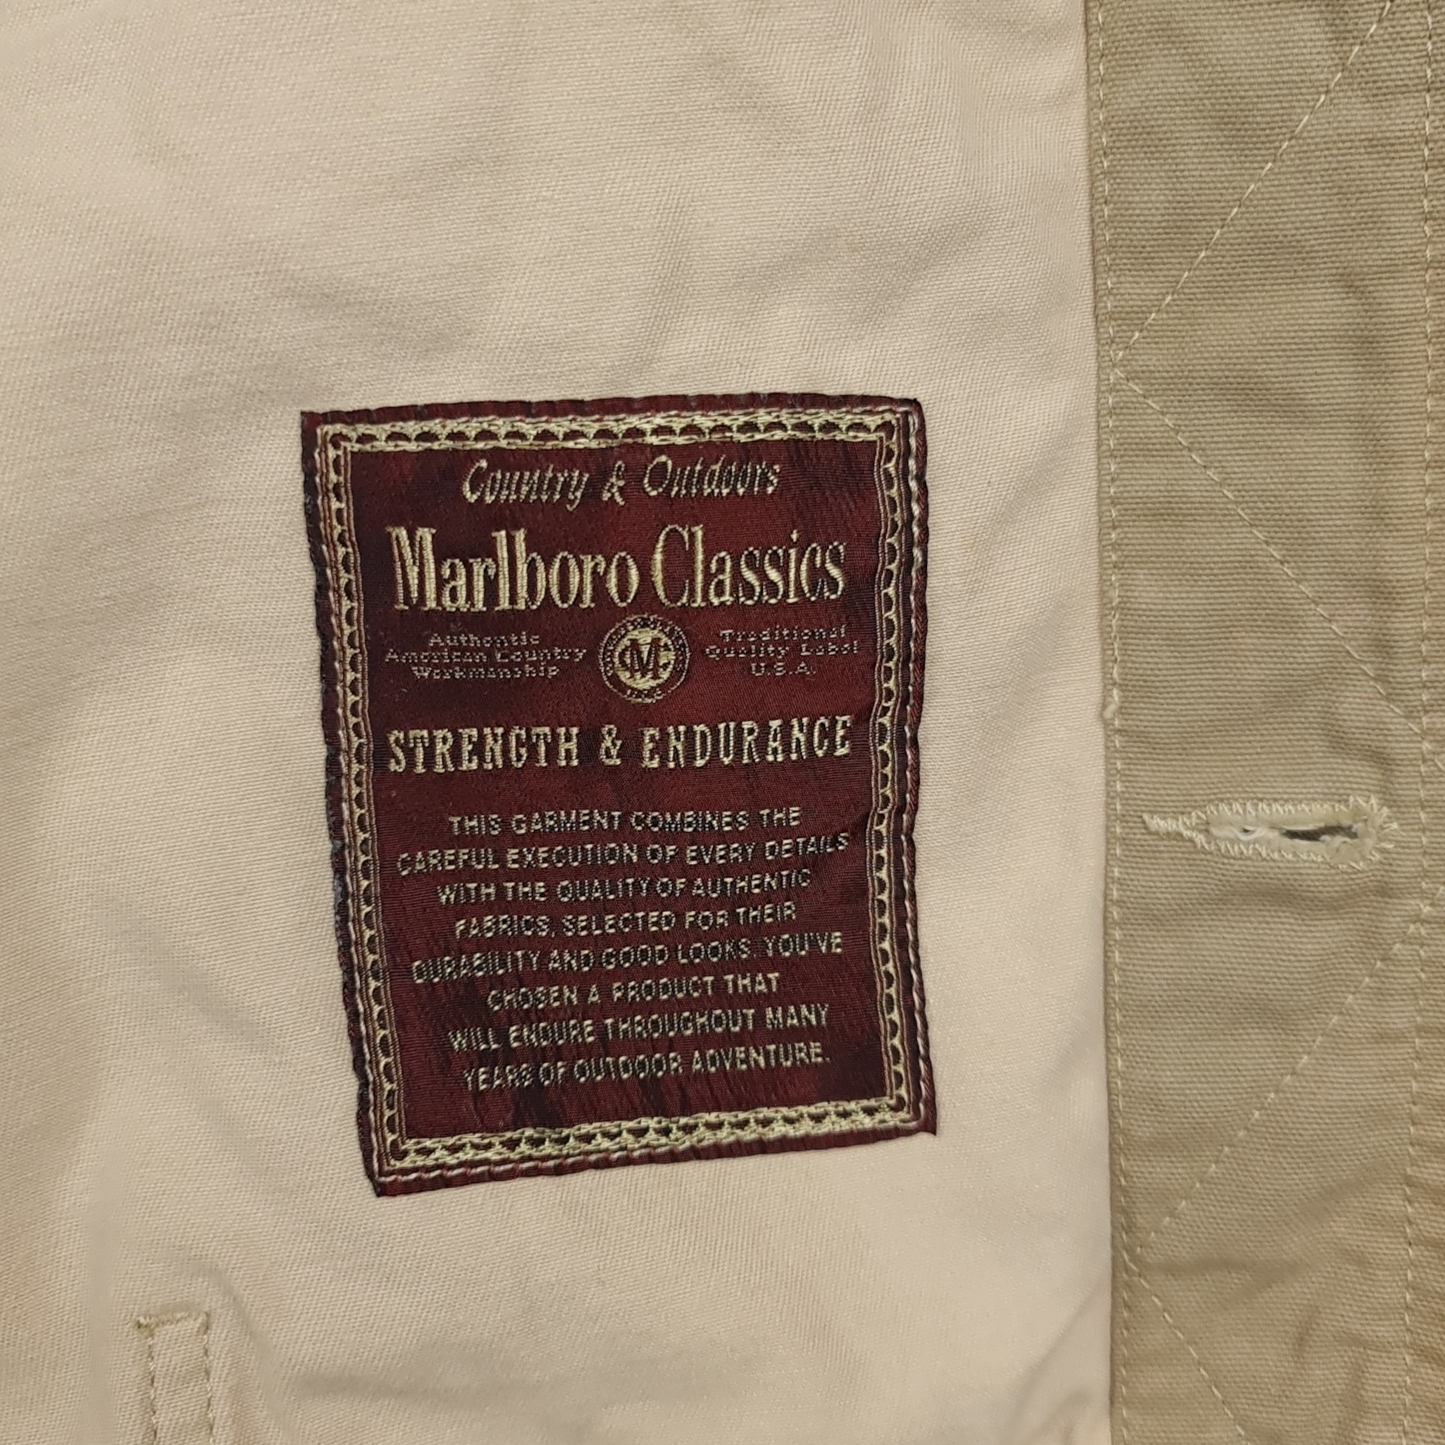 Country & Outdoors
Marlboro Classics
Authentic
American Country
Workmanship
MC
Traditional
Quality Label
U.S.A.
STRENGTH & ENDURANCE
THIS GARMENT COMBINES THE
CAREFUL EXECUTION OF EVERY DETAILS
WITH THE QUALITY OF AUTHENTIC
FABRICS, SELECTED FOR THEIR
DURABILITY AND GOOD LOOKS. YOU'VE
CHOSEN A PRODUCT THAT
WILL ENDURE THROUGHOUT MANY
YEARS OF OUTDOOR ADVENTURE.